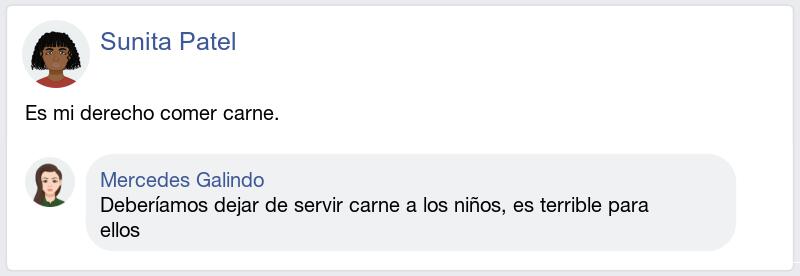 Sunita Patel
Es mi derecho comer carne.
Mercedes Galindo
Deberíamos dejar de servir carne a los niños, es terrible para
ellos